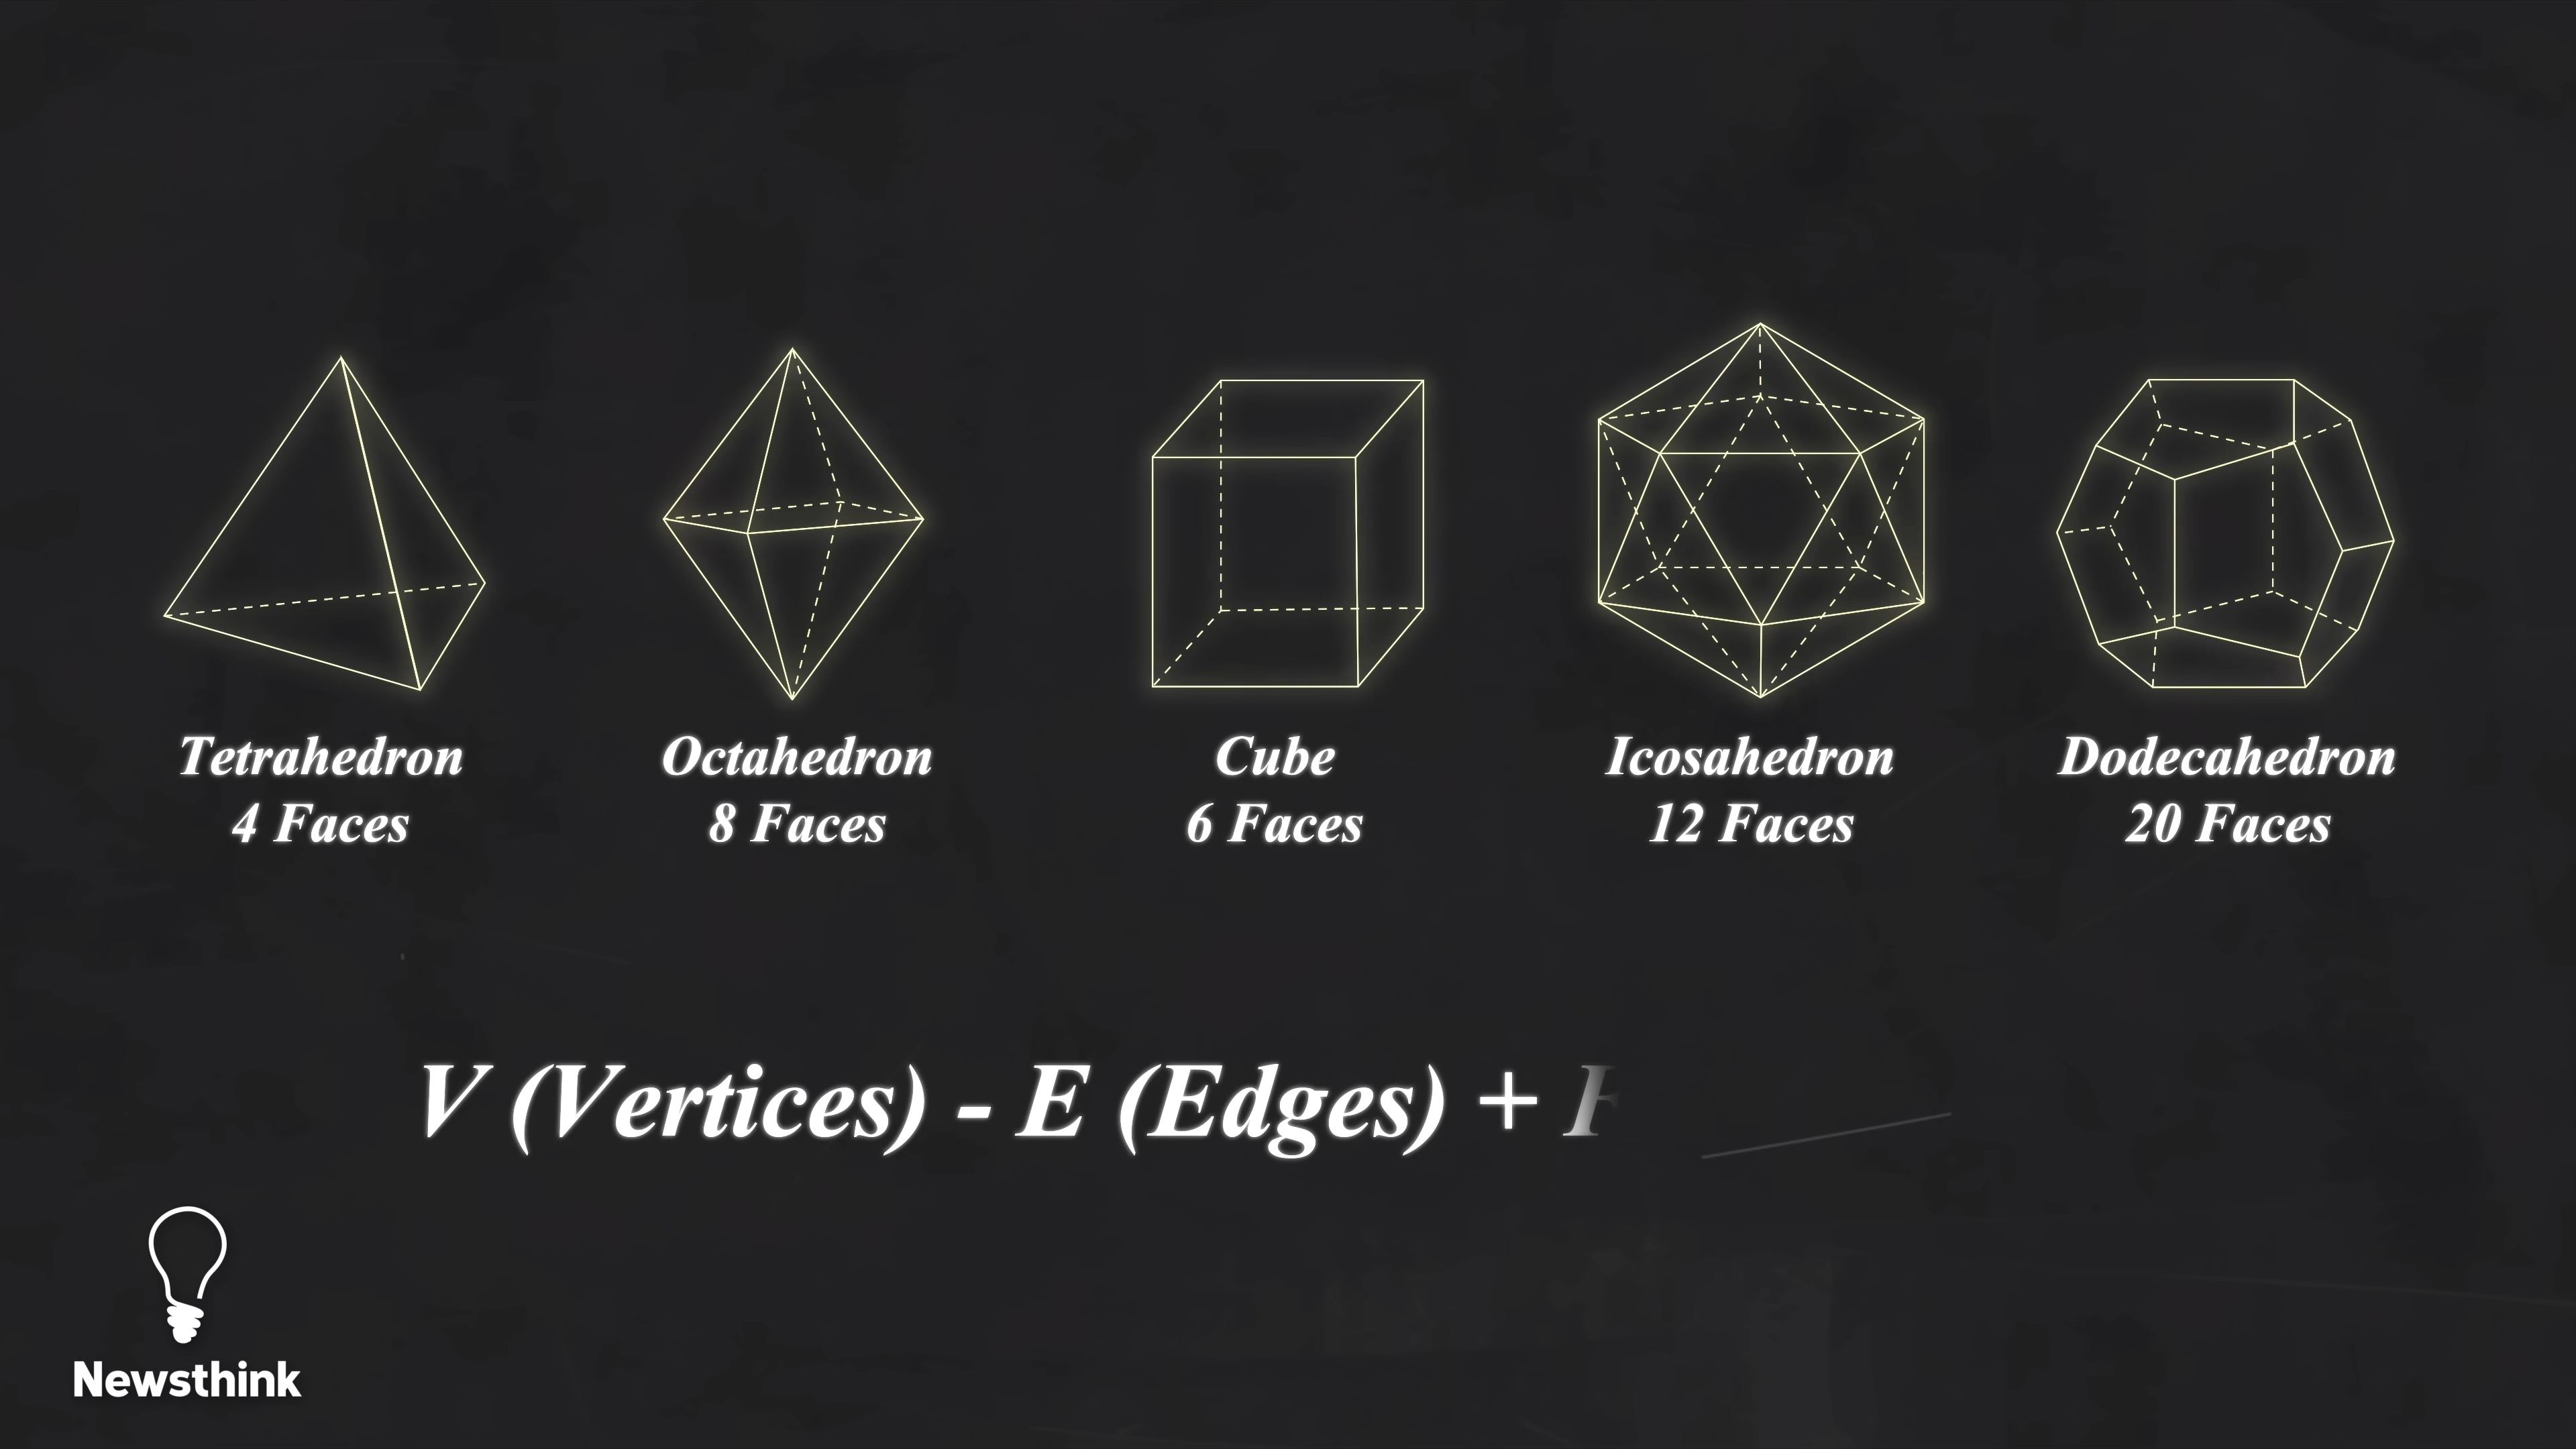 Tetrahedron
4 Faces
Octahedron
8 Faces
Cube
6 Faces
Icosahedron
12 Faces
Dodecahedron
20 Faces
V (Vertices) - E (Edges) + F
Newsthink